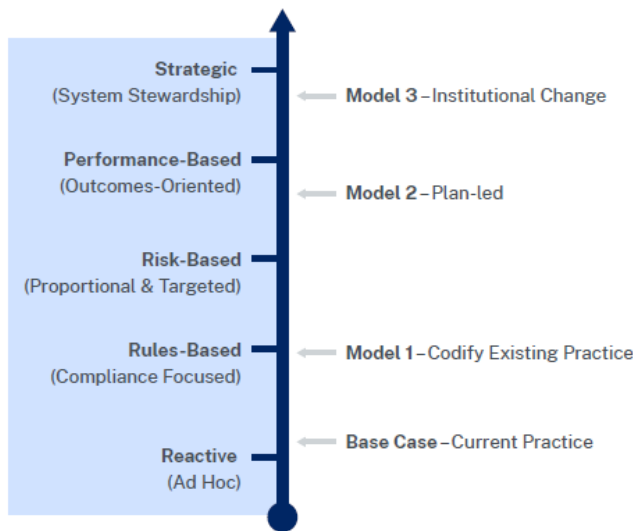 Strategic
(System Stewardship)
Model 3 – Institutional Change
Performance-Based
(Outcomes-Oriented)
Model 2 – Plan-led
Risk-Based
(Proportional & Targeted)
Rules-Based
(Compliance Focused)
Model 1 – Codify Existing Practice
Base Case – Current Practice
Reactive
(Ad Hoc)